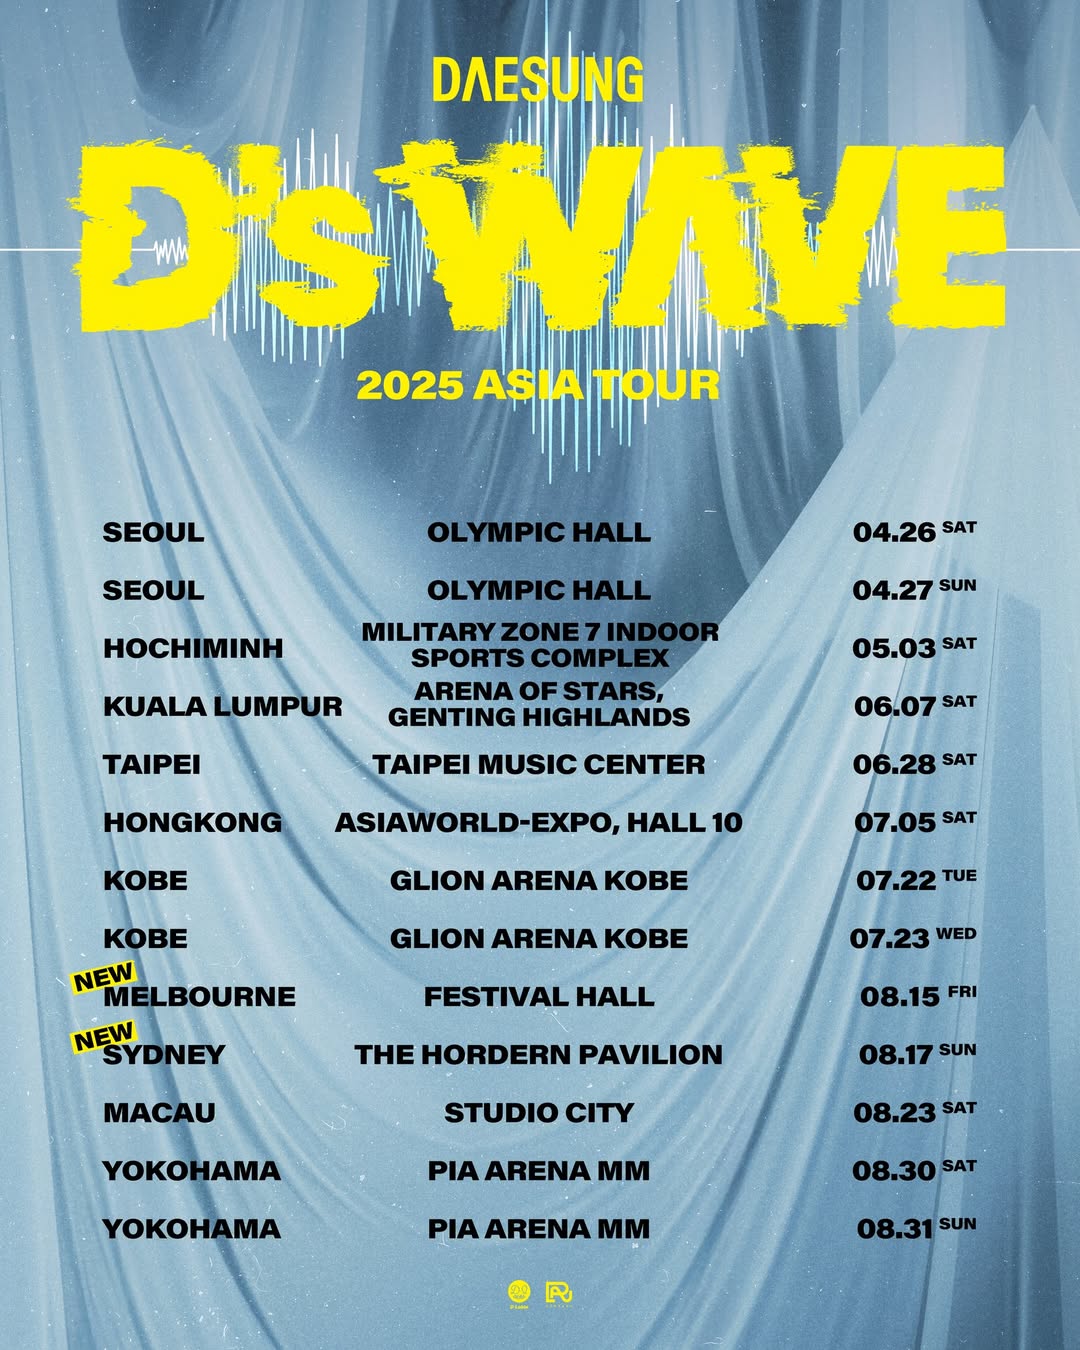 DAESUNG
D'sWAVE
2025 ASIA TOUR
SEOUL OLYMPIC HALL 04.26 SAT
SEOUL OLYMPIC HALL 04.27 SUN
HOCHIMINH MILITARY ZONE 7 INDOOR
SPORTS COMPLEX 05.03 SAT
KUALA LUMPUR ARENA OF STARS,
GENTING HIGHLANDS 06.07 SAT
TAIPEI TAIPEI MUSIC CENTER 06.28 SAT
HONGKONG ASIAWORLD-EXPO, HALL 10 07.05 SAT
KOBE GLION ARENA KOBE 07.22 TUE
KOBE GLION ARENA KOBE 07.23 WED
NEW
MELBOURNE FESTIVAL HALL 08.15 FRI
NEW
SYDNEY THE HORDERN PAVILION 08.17 SUN
MACAU STUDIO CITY 08.23 SAT
YOKOHAMA PIA ARENA MM 08.30 SAT
YOKOHAMA PIA ARENA MM 08.31 SUN